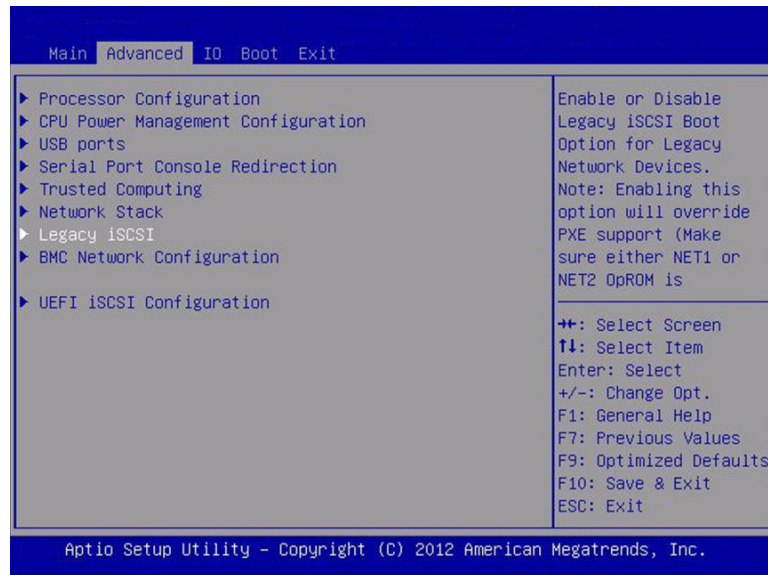 Main Advanced IO Boot Exit
Processor Configuration
CPU Power Management Configuration
USB ports
Serial Port Console Redirection
Trusted Computing
Network Stack
Legacy iSCSI
BMC Network Configuration
UEFI iSCSI Configuration
Enable or Disable
Legacy iSCSI Boot
Option for Legacy
Network Devices.
Note: Enabling this
option will override
PXE support (Make
sure either NET1 or
NET2 OpROM is
→←: Select Screen
↑↓: Select Item
Enter: Select
+/-: Change Opt.
F1: General Help
F7: Previous Values
F9: Optimized Defaults
F10: Save & Exit
ESC: Exit
Aptio Setup Utility - Copyright (C) 2012 American Megatrends, Inc.